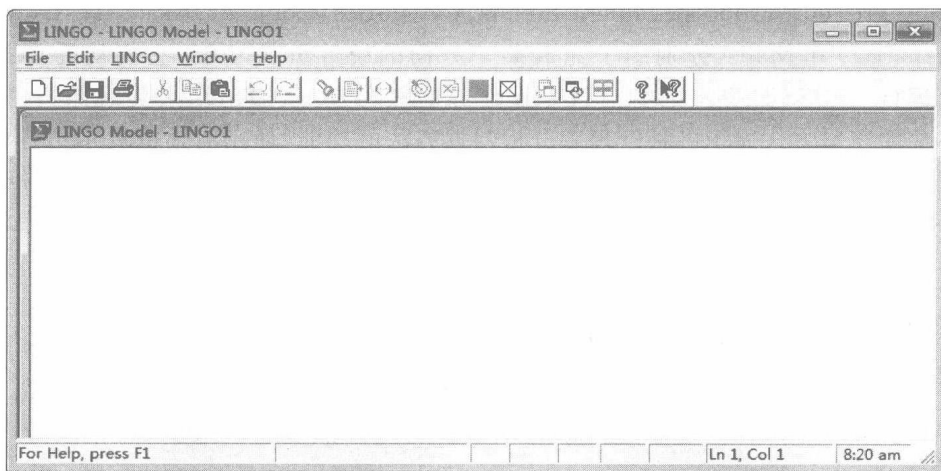 LINGO - LINGO Model - LINGO1
File Edit LINGO Window Help
LINGO Model - LINGO1
For Help, press F1
Ln 1, Col 1
8:20 am